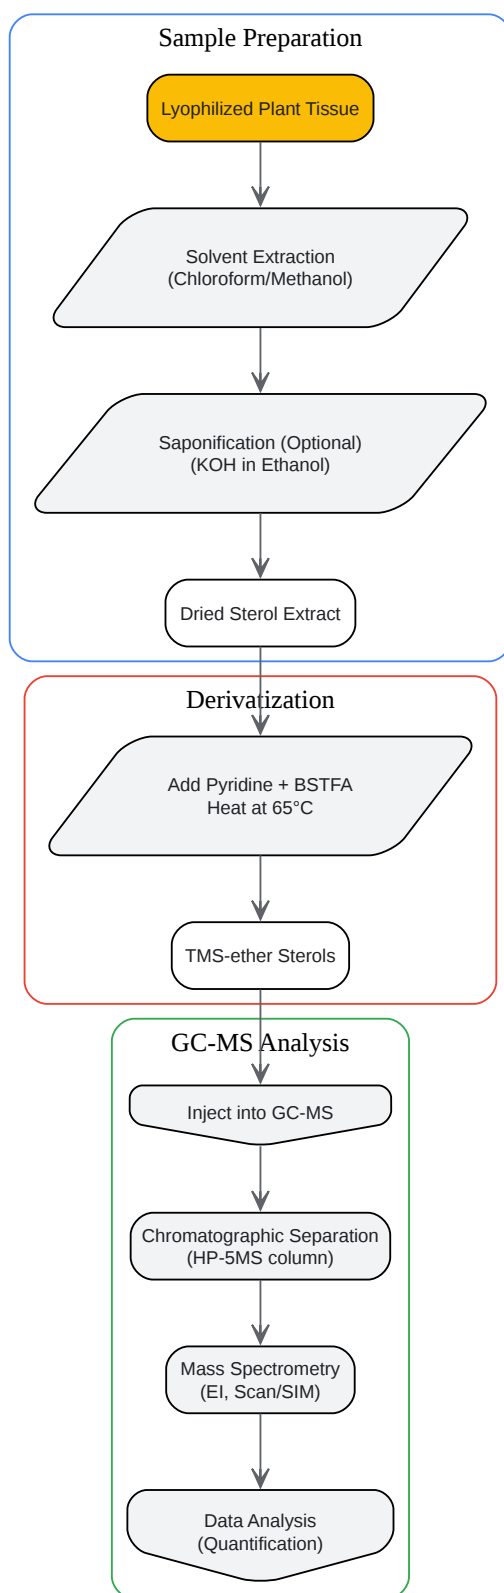 Sample Preparation
Lyophilized Plant Tissue
Solvent Extraction
(Chloroform/Methanol)
Saponification (Optional)
(KOH in Ethanol)
Dried Sterol Extract
Derivatization
Add Pyridine + BSTFA
Heat at 65°C
TMS-ether Sterols
GC-MS Analysis
Inject into GC-MS
Chromatographic Separation
(HP-5MS column)
Mass Spectrometry
(EI, Scan/SIM)
Data Analysis
(Quantification)